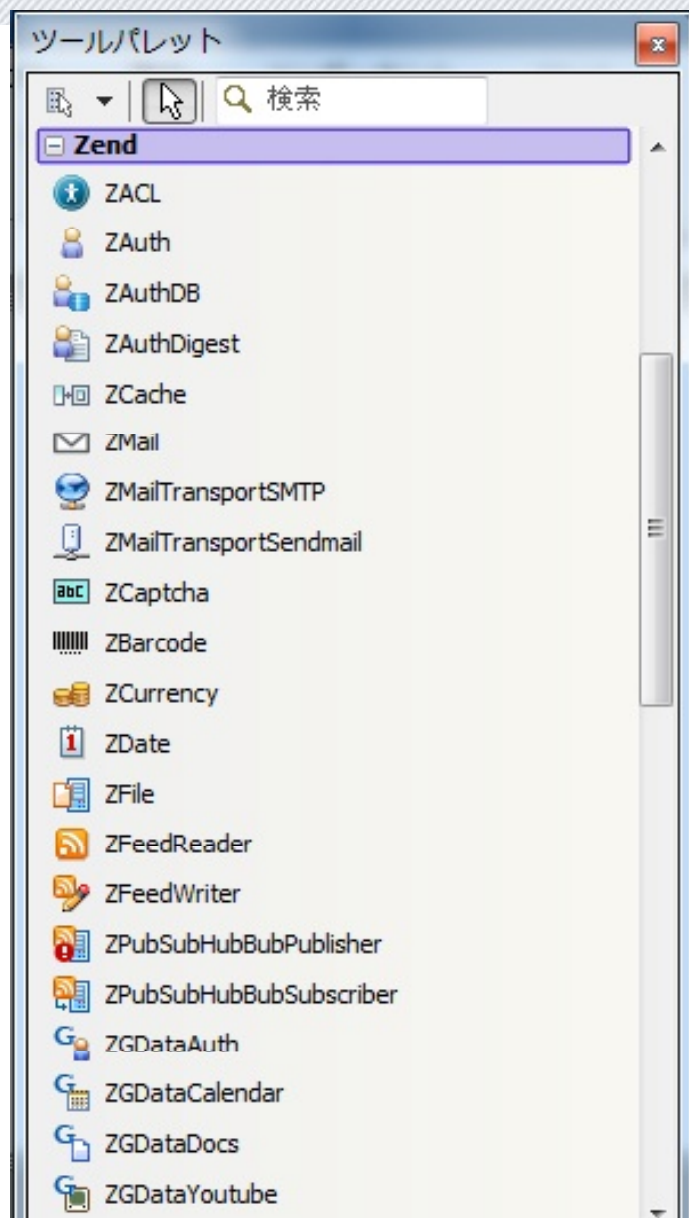 ツールパレット
検索
Zend
ZACL
ZAuth
ZAuthDB
ZAuthDigest
ZCache
ZMail
ZMailTransportSMTP
ZMailTransportSendmail
abC ZCaptcha
ZBarcode
ZCurrency
1 ZDate
ZFile
ZFeedReader
ZFeedWriter
ZPubSubHubBubPublisher
ZPubSubHubBubSubscriber
G ZGDataAuth
G ZGDataCalendar
G ZGDataDocs
G ZGDataYoutube